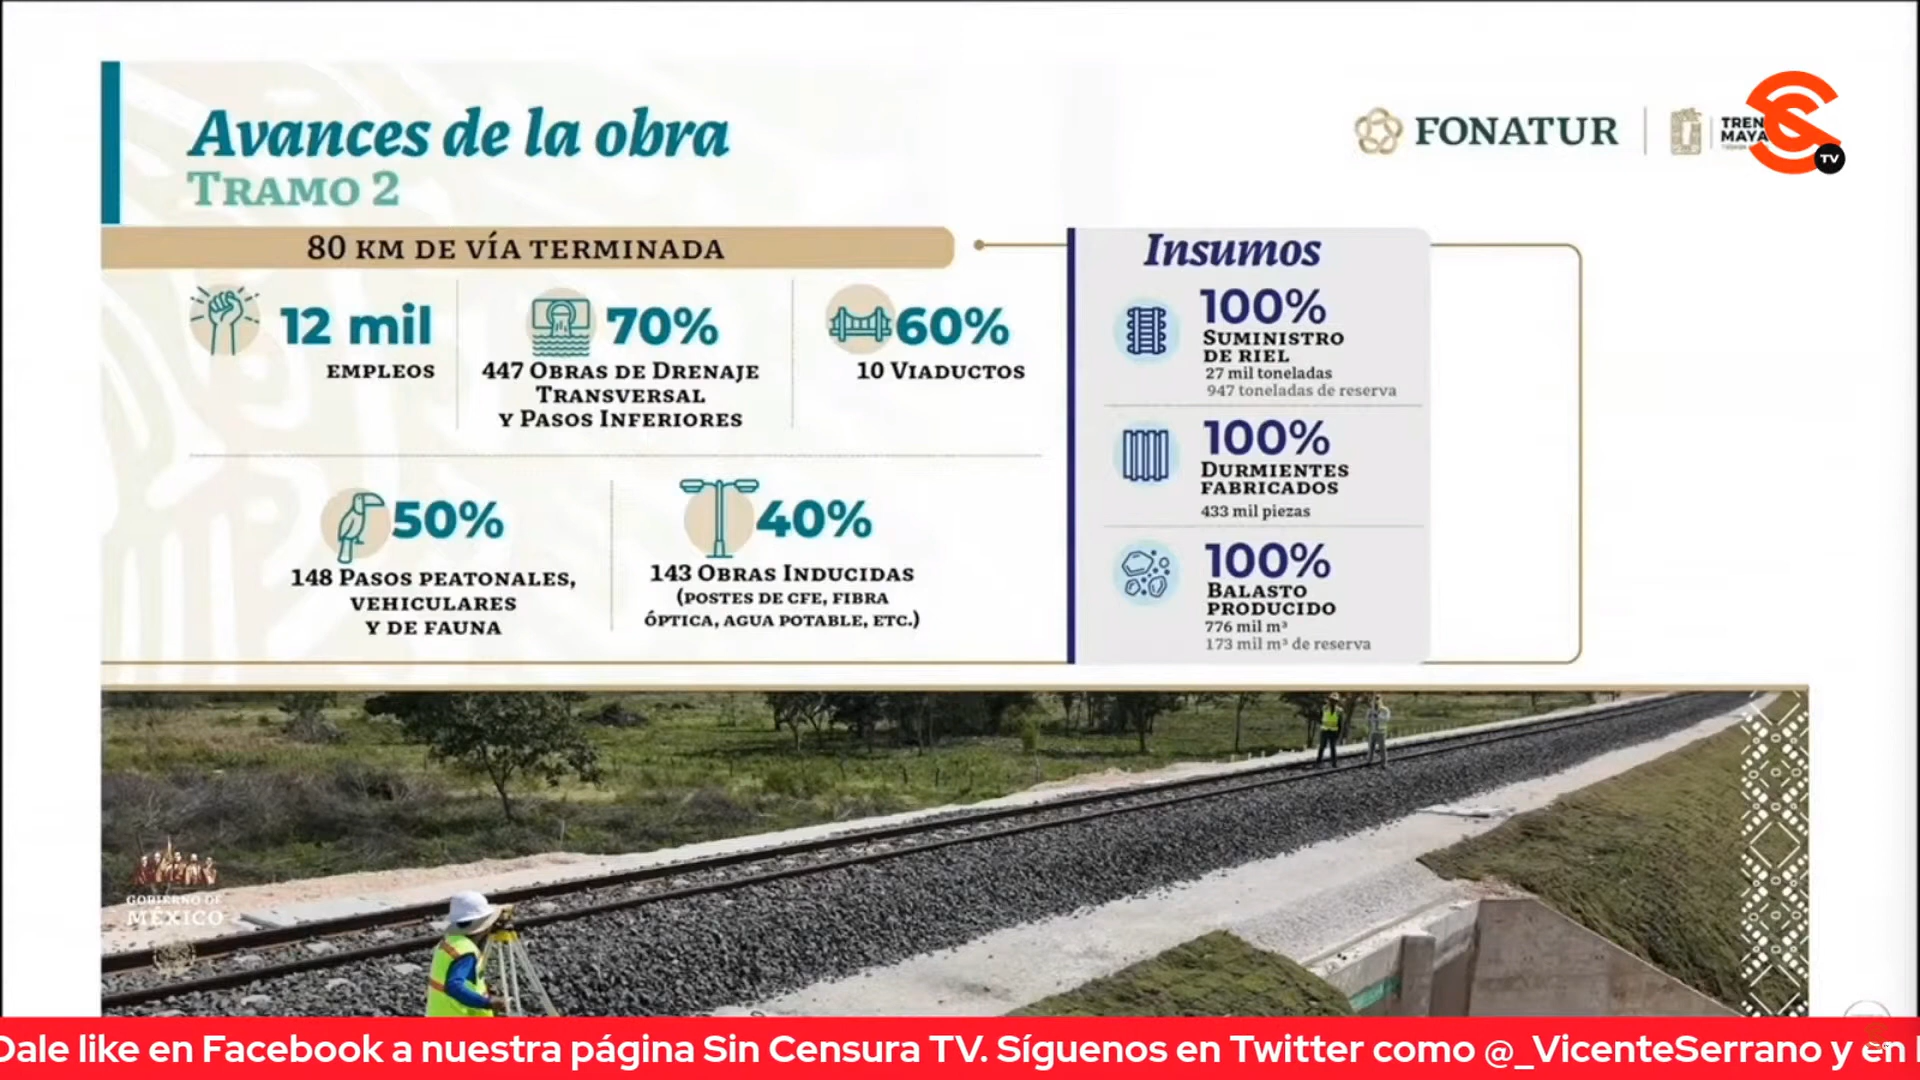 Avances de la obra
TRAMO 2
FONATUR
TREN
MAYA
TV
80 KM DE VÍA TERMINADA
12 mil
EMPLEOS
70%
447 OBRAS DE DRENAJE
TRANSVERSAL
Y PASOS INFERIORES
60%
10 VIADUCTOS
50%
148 PASOS PEATONALES,
VEHICULARES
Y DE FAUNA
40%
143 OBRAS INDUCIDAS
(POSTES DE CFE, FIBRA
ÓPTICA, AGUA POTABLE, ETC.)
Insumos
100%
SUMINISTRO
DE RIEL
27 mil toneladas
947 toneladas de reserva
100%
DURMIENTES
FABRICADOS
433 mil piezas
100%
BALASTO
PRODUCIDO
776 mil m³
173 mil m³ de reserva
GOBIERNO DE
MÉXICO
Dale like en Facebook a nuestra página Sin Censura TV. Síguenos en Twitter como @_VicenteSerrano y en